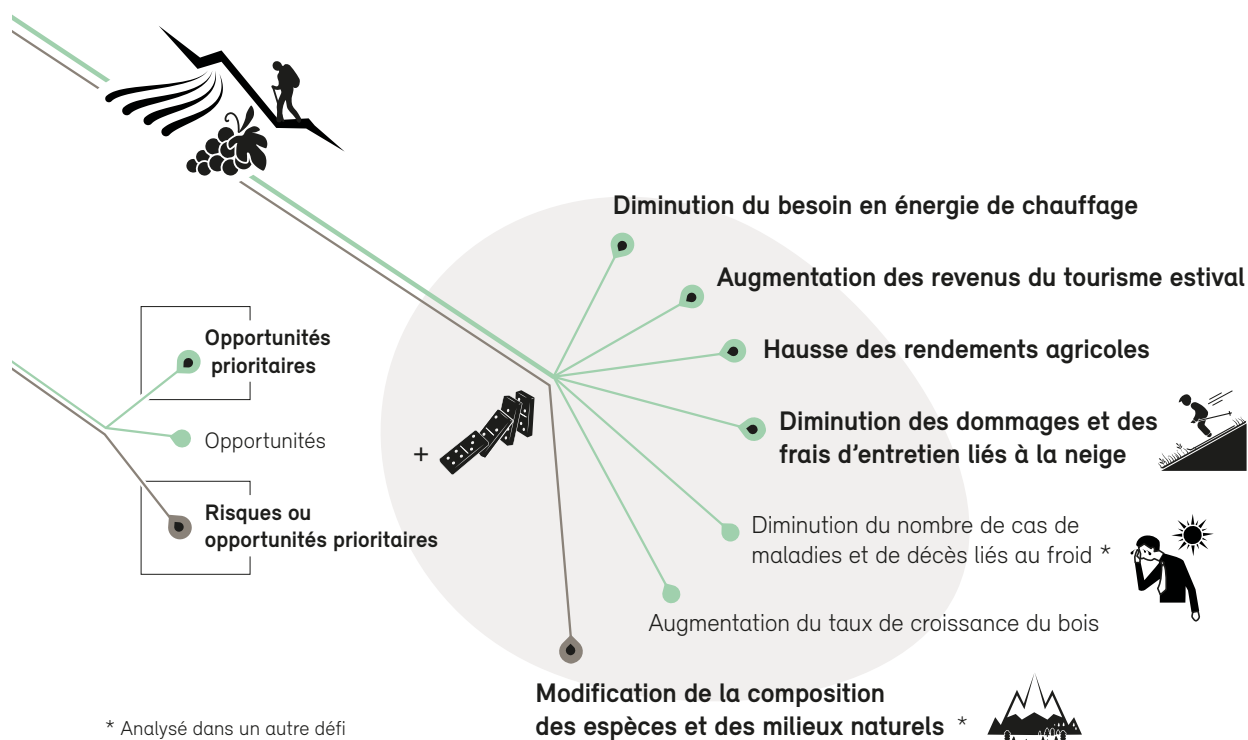 Diminution du besoin en énergie de chauffage
Augmentation des revenus du tourisme estival
Hausse des rendements agricoles
Diminution des dommages et des
frais d'entretien liés à la neige
Diminution du nombre de cas de
maladies et de décès liés au froid *
Augmentation du taux de croissance du bois
Modification de la composition
des espèces et des milieux naturels *
+
Opportunités
prioritaires
Opportunités
Risques ou
opportunités prioritaires
* Analysé dans un autre défi